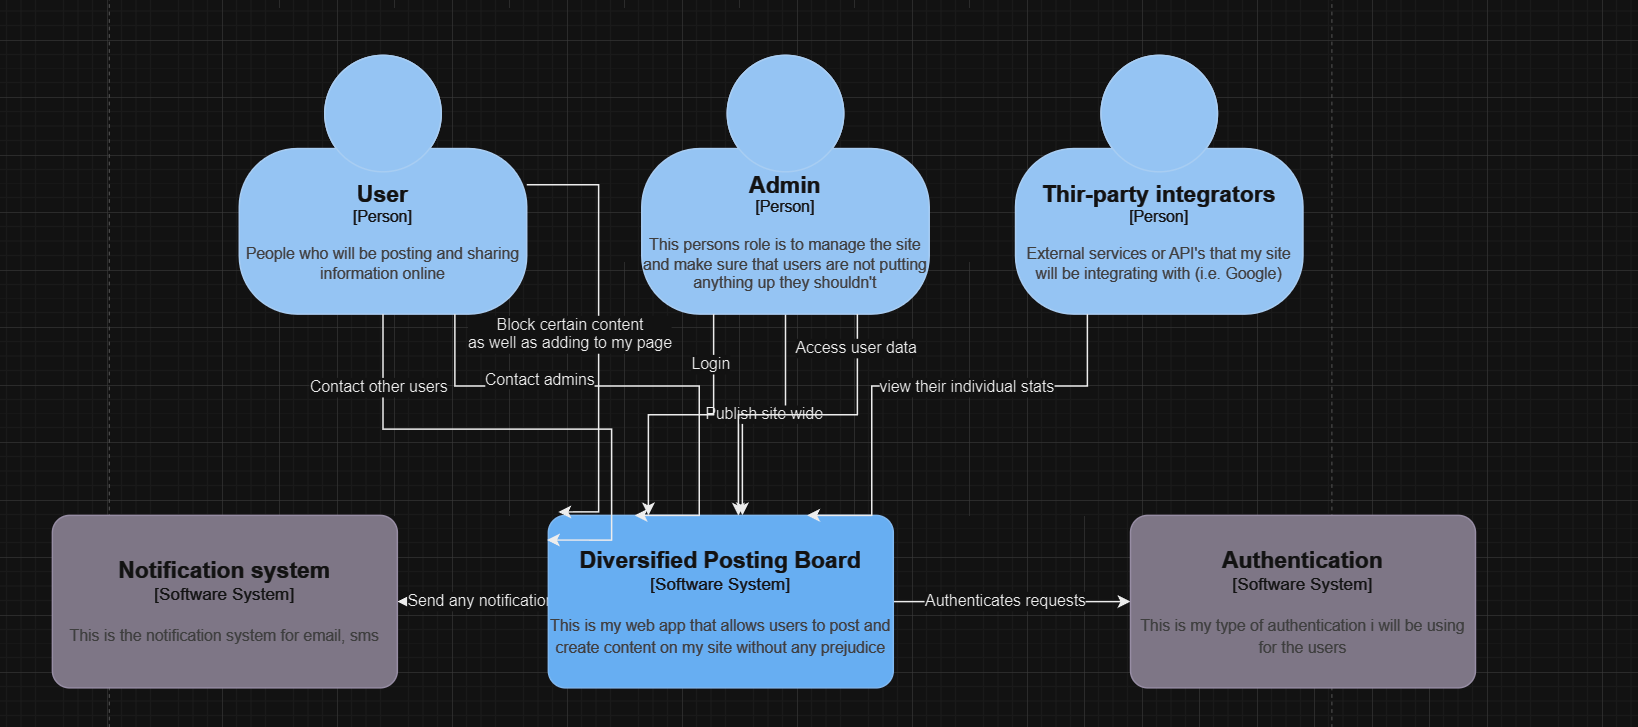 User
[Person]
People who will be posting and sharing
information online
Admin
[Person]
This persons role is to manage the site
and make sure that users are not putting
anything up they shouldn't
Thir-party integrators
[Person]
External services or API's that my site
will be integrating with (i.e. Google)
Block certain content
as well as adding to my page
Login
Access user data
Contact other users
Contact admins
view their individual stats
Publish site wide
Notification system
[Software System]
This is the notification system for email, sms
Send any notification
Diversified Posting Board
[Software System]
This is my web app that allows users to post and
create content on my site without any prejudice
Authenticates requests
Authentication
[Software System]
This is my type of authentication i will be using
for the users